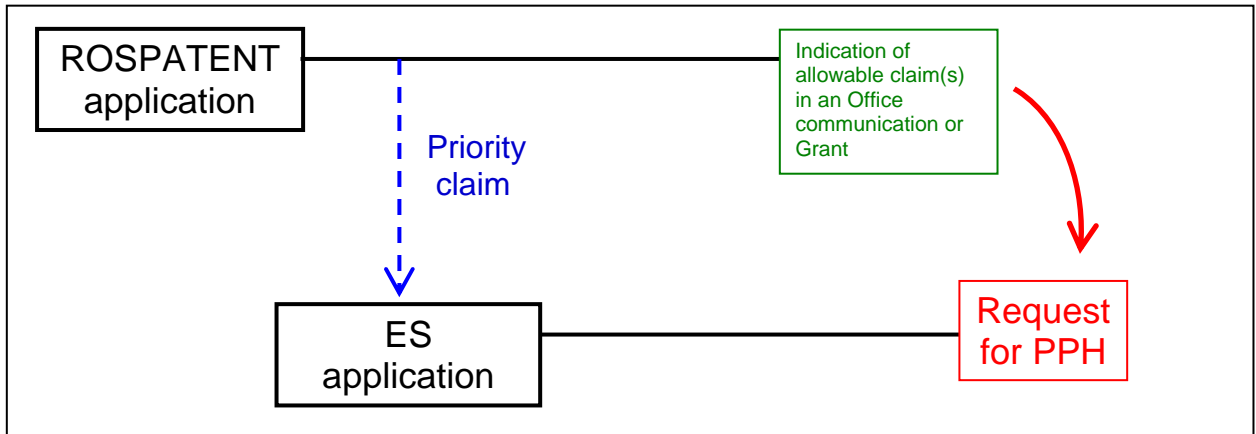 ROSPATENT
application
Indication of
allowable claim(s)
in an Office
communication or
Grant
Priority
claim
ES
application
Request
for PPH